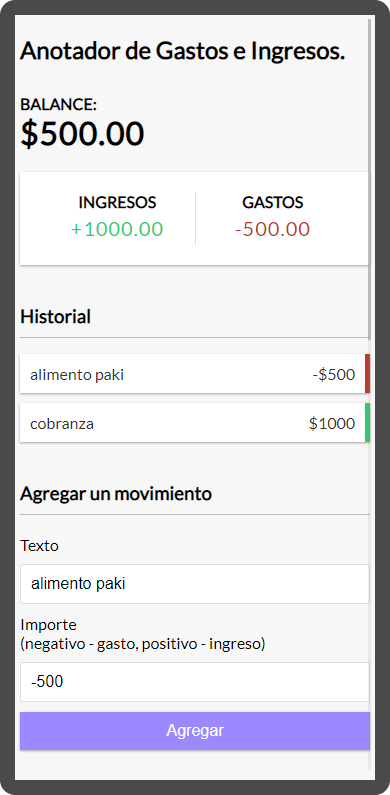 Anotador de Gastos e Ingresos.
BALANCE:
$500.00
INGRESOS GASTOS
+1000.00 -500.00
Historial
alimento paki -$500
cobranza $1000
Agregar un movimiento
Texto
alimento paki
Importe
(negativo - gasto, positivo - ingreso)
-500
Agregar